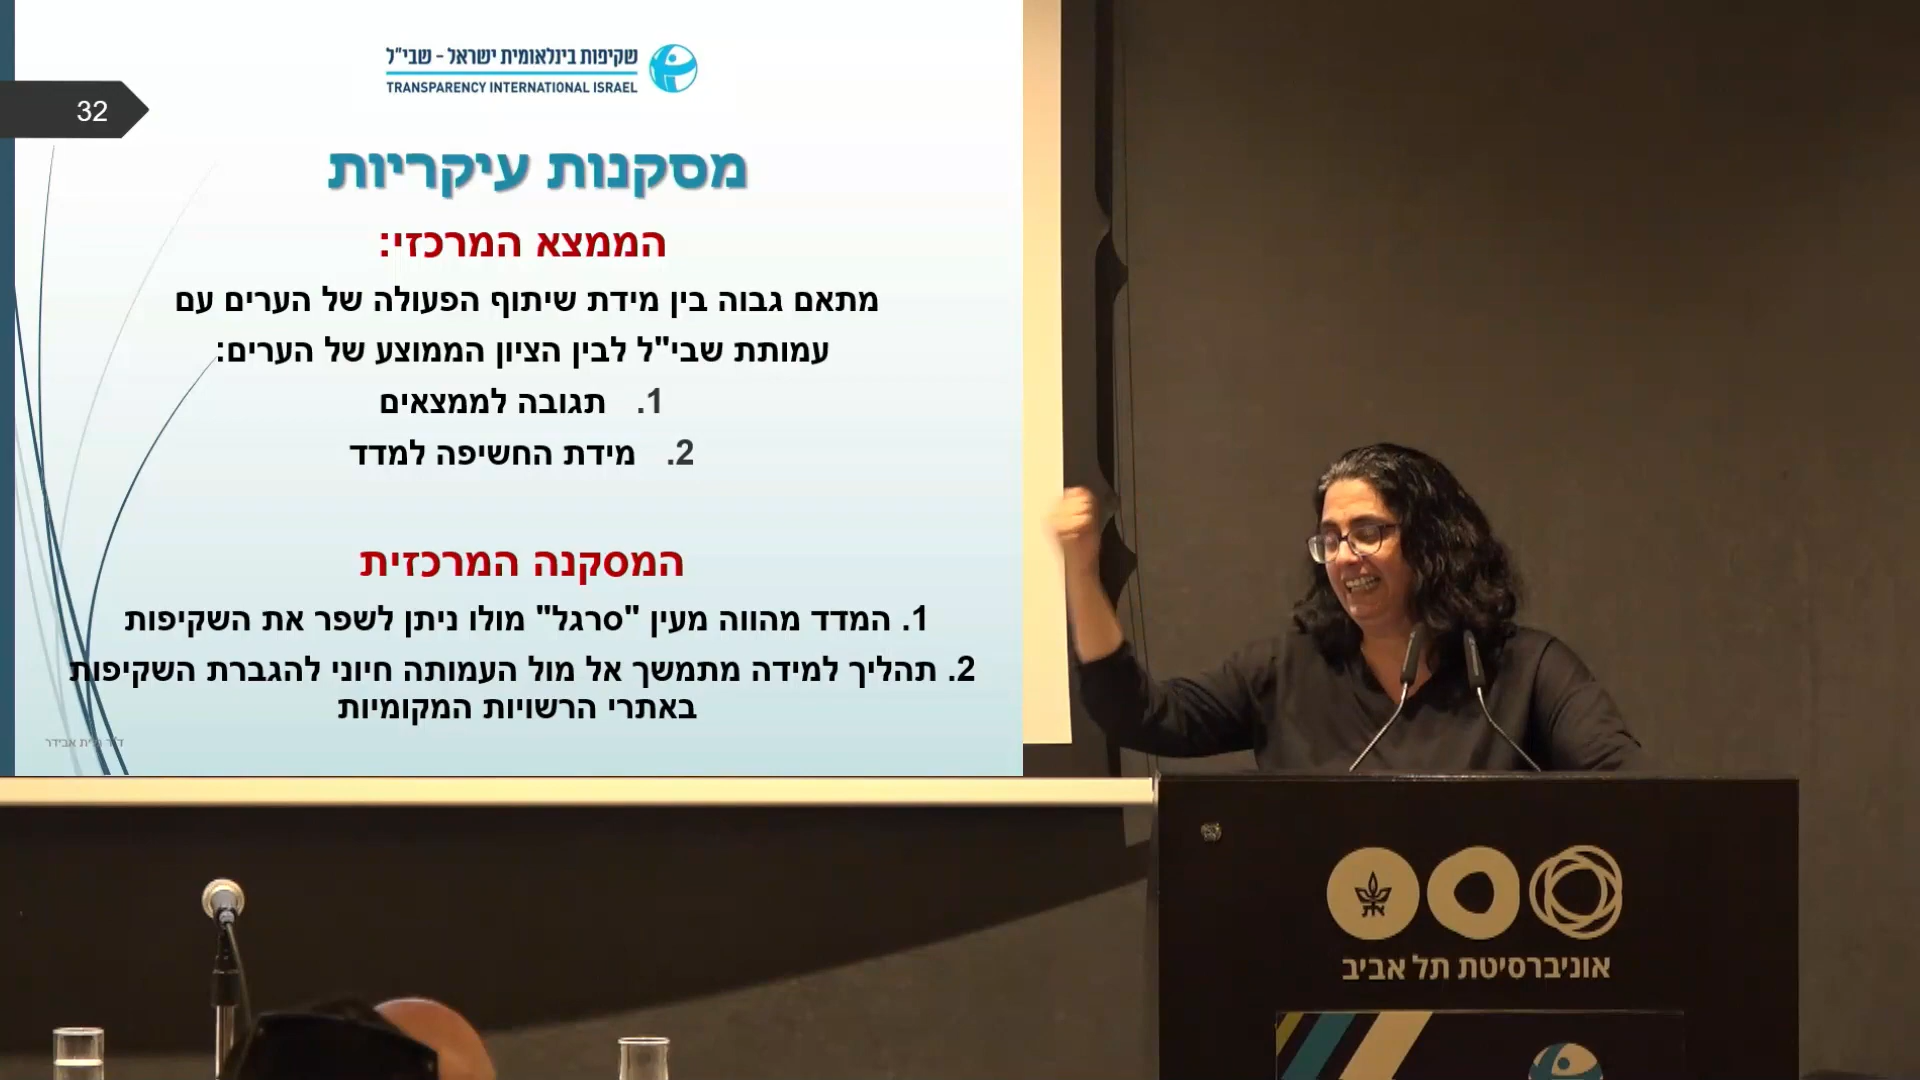 שקיפות בינלאומית ישראל - שבי"ל
TRANSPARENCY INTERNATIONAL ISRAEL
32
מסקנות עיקריות
הממצא המרכזי:
מתאם גבוה בין מידת שיתוף הפעולה של הערים עם
עמותת שבי"ל לבין הציון הממוצע של הערים:
1. תגובה לממצאים
2. מידת החשיפה למדד
המסקנה המרכזית
1. המדד מהווה מעין "סרגל" מולו ניתן לשפר את השקיפות
2. תהליך למידה מתמשך אל מול העמותה חיוני להגברת השקיפות
באתרי הרשויות המקומיות
ד"ר אבידר
אוניברסיטת תל אביב